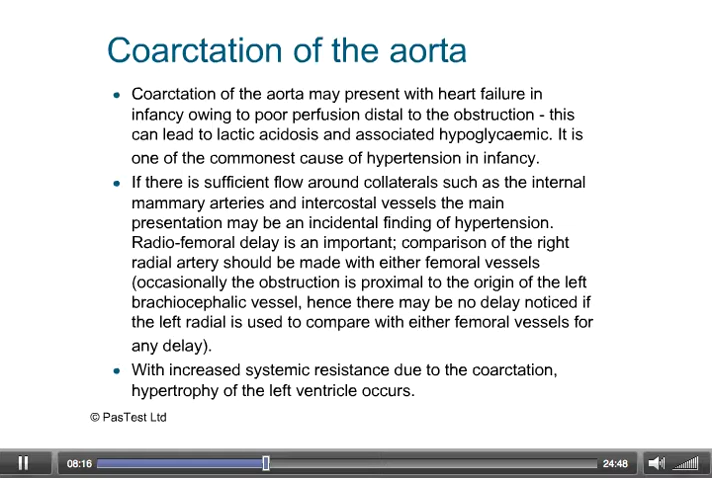 Coarctation of the aorta
• Coarctation of the aorta may present with heart failure in
infancy owing to poor perfusion distal to the obstruction - this
can lead to lactic acidosis and associated hypoglycaemic. It is
one of the commonest cause of hypertension in infancy.
• If there is sufficient flow around collaterals such as the internal
mammary arteries and intercostal vessels the main
presentation may be an incidental finding of hypertension.
Radio-femoral delay is an important; comparison of the right
radial artery should be made with either femoral vessels
(occasionally the obstruction is proximal to the origin of the left
brachiocephalic vessel, hence there may be no delay noticed if
the left radial is used to compare with either femoral vessels for
any delay).
• With increased systemic resistance due to the coarctation,
hypertrophy of the left ventricle occurs.
© PasTest Ltd
08:16 24:48